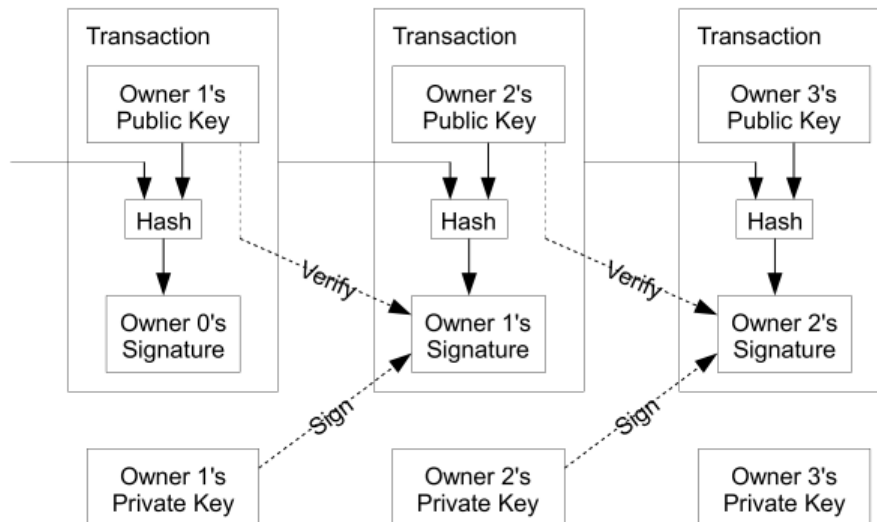 Transaction
Transaction
Transaction
Owner 1's
Public Key
Owner 2's
Public Key
Owner 3's
Public Key
Hash
Hash
Hash
Verify
Verify
Owner 0's
Signature
Owner 1's
Signature
Owner 2's
Signature
Sign
Sign
Owner 1's
Private Key
Owner 2's
Private Key
Owner 3's
Private Key